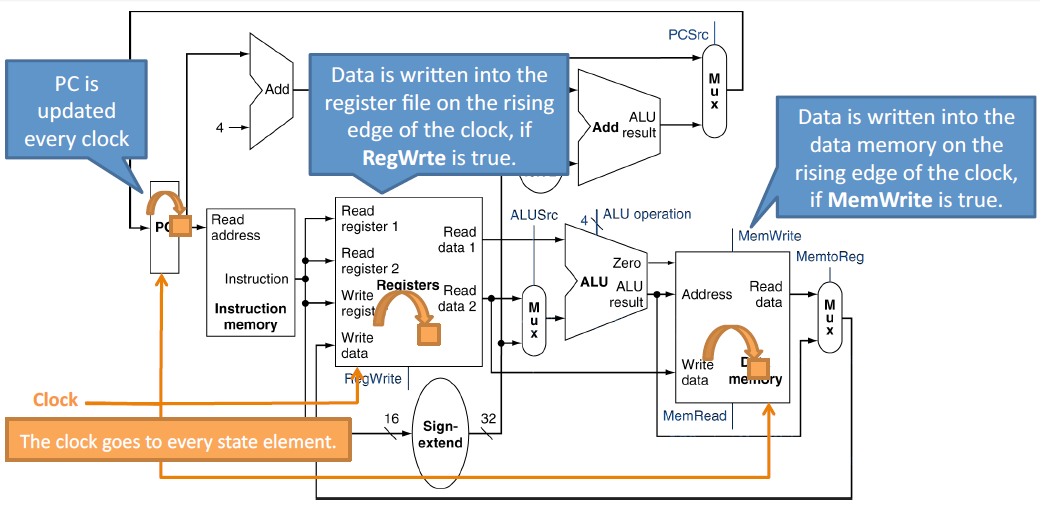 PCSrc
PC is
updated
every clock
Add
4
Data is written into the
register file on the rising
edge of the clock, if
RegWrte is true.
Add
ALU
result
M
u
x
Data is written into the
data memory on the
rising edge of the clock,
if MemWrite is true.
PC
Read
address
Instruction
Instruction
memory
Read
register 1
Read
register 2
Write
Registers
Write
data
Read
data 1
Read
data 2
RegWrite
ALUSrc
M
u
x
4
ALU operation
Zero
ALU
ALU
result
MemWrite
Address
Read
data
Write
data
memory
MemRead
MemtoReg
M
u
x
Clock
The clock goes to every state element.
16
Sign-
extend
32